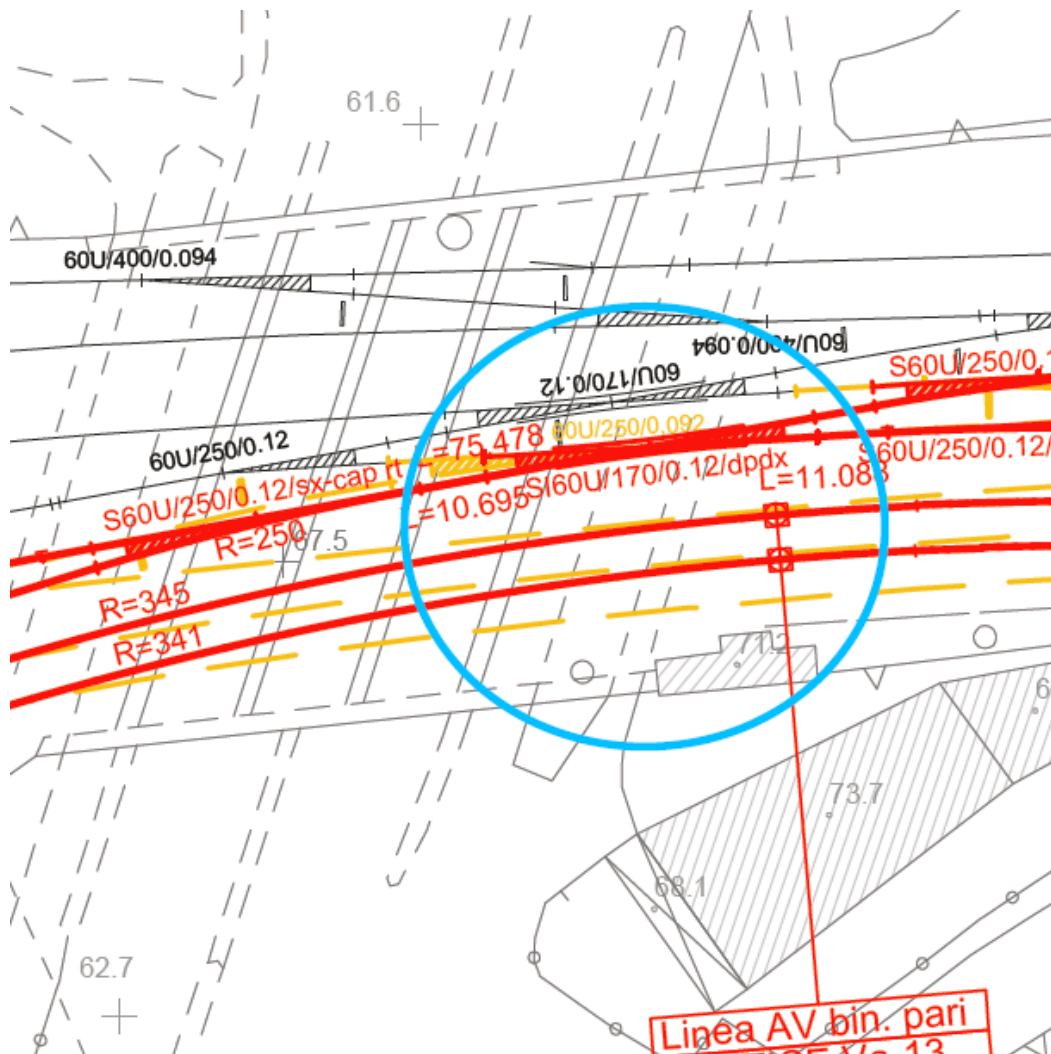 61.6
60U/400/0.094
60U/400/0.094
60U/170/0.12
S60U/250/0.1
60U/250/0.092
60U/250/0.12
L=75.478
S60U/250/0.12/
S60U/250/0.12/sx-cap rt
SI60U/170/0.12/dpdx
L=11.083
L=10.695
R=250
67.5
R=345
R=341
71.2
6
73.7
68.1
62.7
Linea AV bin. pari